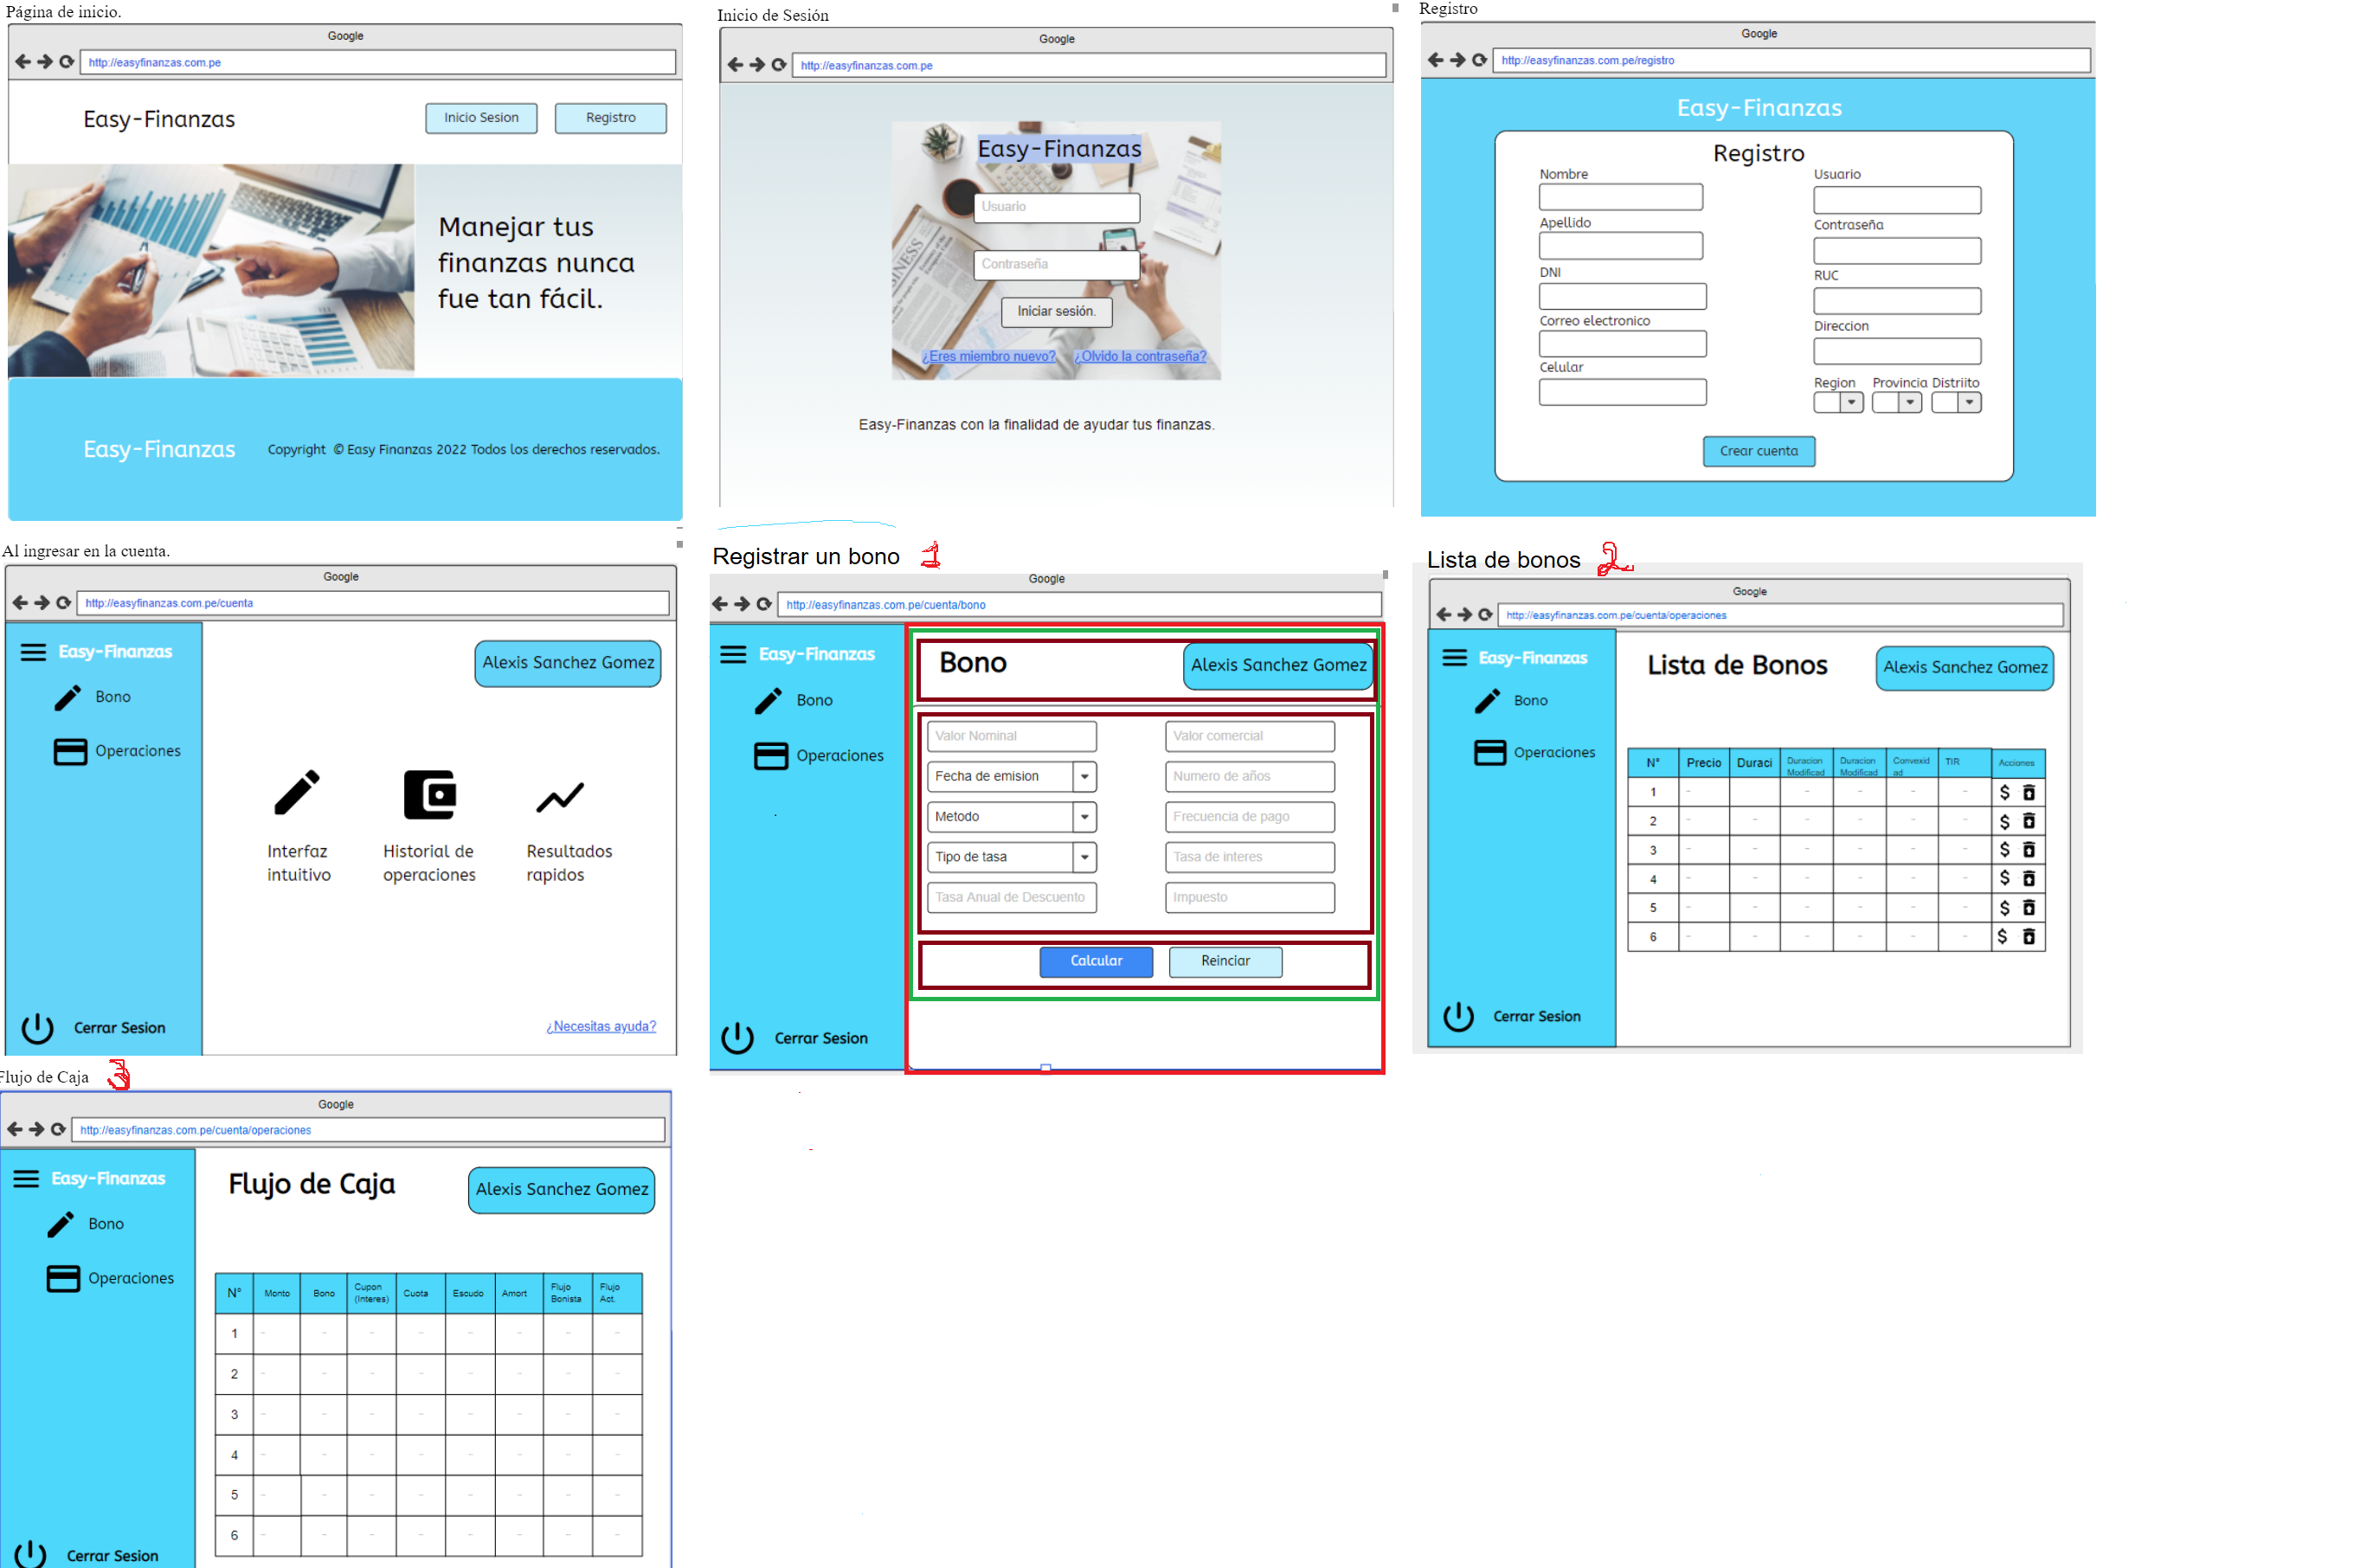 Página de inicio.
Google
http://easyfinanzas.com.pe
Easy-Finanzas
Inicio Sesion
Registro
Manejar tus
finanzas nunca
fue tan fácil.
Easy-Finanzas
Copyright © Easy Finanzas 2022 Todos los derechos reservados.
Inicio de Sesión
Google
http://easyfinanzas.com.pe
Easy-Finanzas
Usuario
Contraseña
Iniciar sesión.
¿Eres miembro nuevo? ¿Olvido la contraseña?
Easy-Finanzas con la finalidad de ayudar tus finanzas.
Registro
Google
http://easyfinanzas.com.pe/registro
Easy-Finanzas
Registro
Nombre
Usuario
Apellido
Contraseña
DNI
RUC
Correo electronico
Direccion
Celular
Region Provincia Distriito
Crear cuenta
Al ingresar en la cuenta.
Google
http://easyfinanzas.com.pe/cuenta
Easy-Finanzas
Alexis Sanchez Gomez
Bono
Operaciones
Interfaz
intuitivo
Historial de
operaciones
Resultados
rapidos
Cerrar Sesion
¿Necesitas ayuda?
Registrar un bono 1
Google
http://easyfinanzas.com.pe/cuenta/bono
Easy-Finanzas
Bono
Operaciones
Bono
Alexis Sanchez Gomez
Valor Nominal
Valor comercial
Fecha de emision
Numero de años
Metodo
Frecuencia de pago
Tipo de tasa
Tasa de interes
Tasa Anual de Descuento
Impuesto
Calcular
Reinciar
Cerrar Sesion
Lista de bonos 2
Google
http://easyfinanzas.com.pe/cuenta/operaciones
Easy-Finanzas
Bono
Operaciones
Lista de Bonos
Alexis Sanchez Gomez
N° Precio Duraci Duracion Modificad Duracion Modificad Convexid ad TIR Acciones
1 - - - - - $
2 - - - - - - $
3 - - - - - - $
4 - - - - - - $
5 - - - - - - $
6 - - - - - - $
Cerrar Sesion
Flujo de Caja 3
Google
http://easyfinanzas.com.pe/cuenta/operaciones
Easy-Finanzas
Bono
Operaciones
Flujo de Caja
Alexis Sanchez Gomez
N° Monto Bono Cupon (Interes) Cuota Escudo Amort Flujo Bonista Flujo Act.
1 - - - - - - - -
2 - - - - - - - -
3 - - - - - - - -
4 - - - - - - - -
5 - - - - - - - -
6 - - - - - - - -
Cerrar Sesion